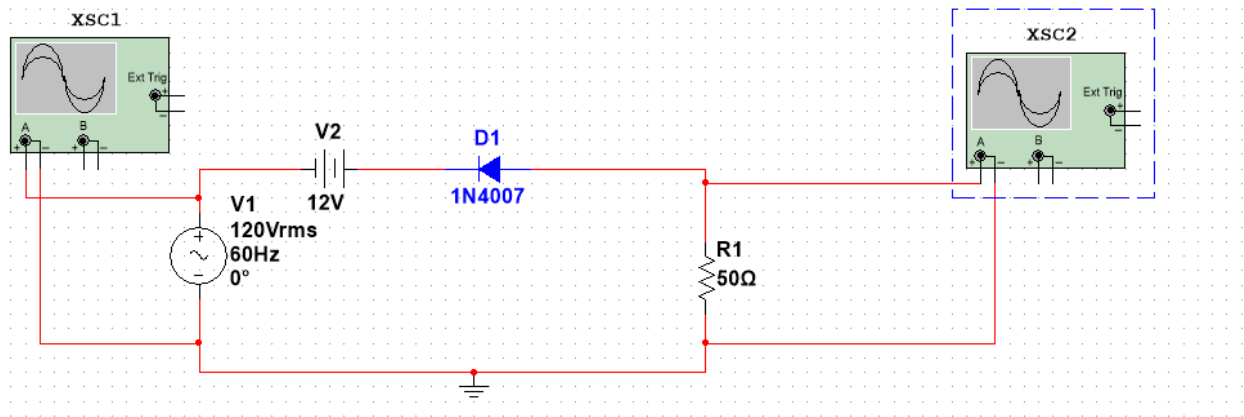 XSC1
Ext Trig
+
−
A
B
+ − + −
XSC2
Ext Trig
+
−
A
B
+ − + −
V2
12V
D1
1N4007
V1
120Vrms
60Hz
0°
+
−
R1
50Ω